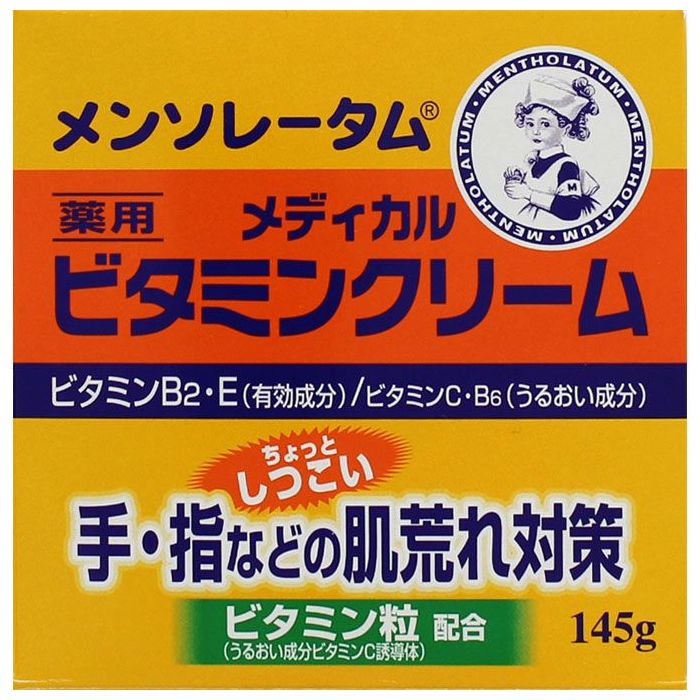 メンソレータム®
MENTHOLATUM・MENTHOLATUM・MENTHOLATUM・MENTHOLATUM・
M
薬用 メディカル
ビタミンクリーム
ビタミンB2・E(有効成分)/ビタミンC・B6(うるおい成分)
ちょっと
しつこい
手・指などの肌荒れ対策
ビタミン粒 配合
(うるおい成分ビタミンC誘導体)
145g